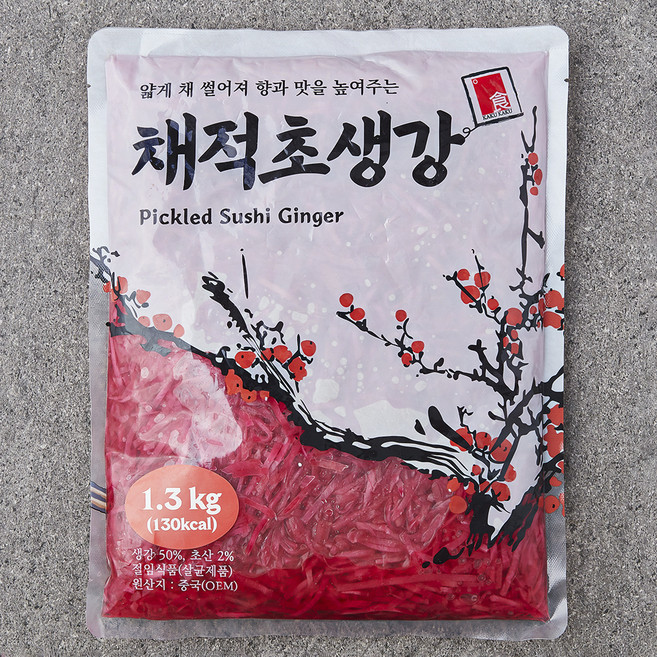 얇게 채 썰어져 향과 맛을 높여주는
채적초생강
食
KAKU KAKU
Pickled Sushi Ginger
1.3 kg
(130kcal)
생강 50%, 초산 2%
절임식품(살균제품)
원산지 : 중국(OEM)